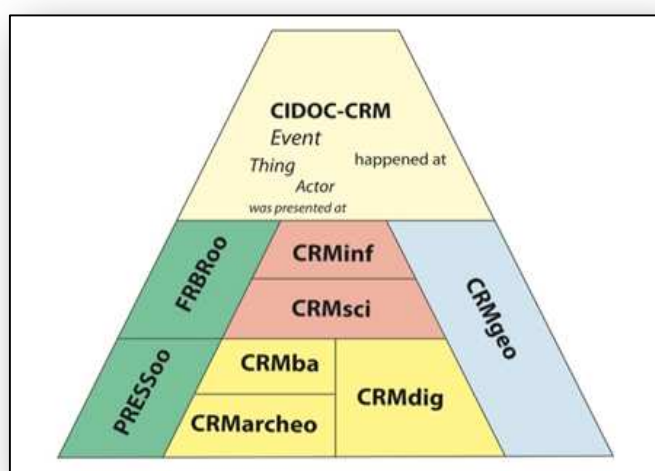 CIDOC-CRM
Event
Thing
happened at
Actor
was presented at
FRBRoo
CRMinf
CRMsci
CRMgeo
PRESSoo
CRMba
CRMdig
CRMarcheo